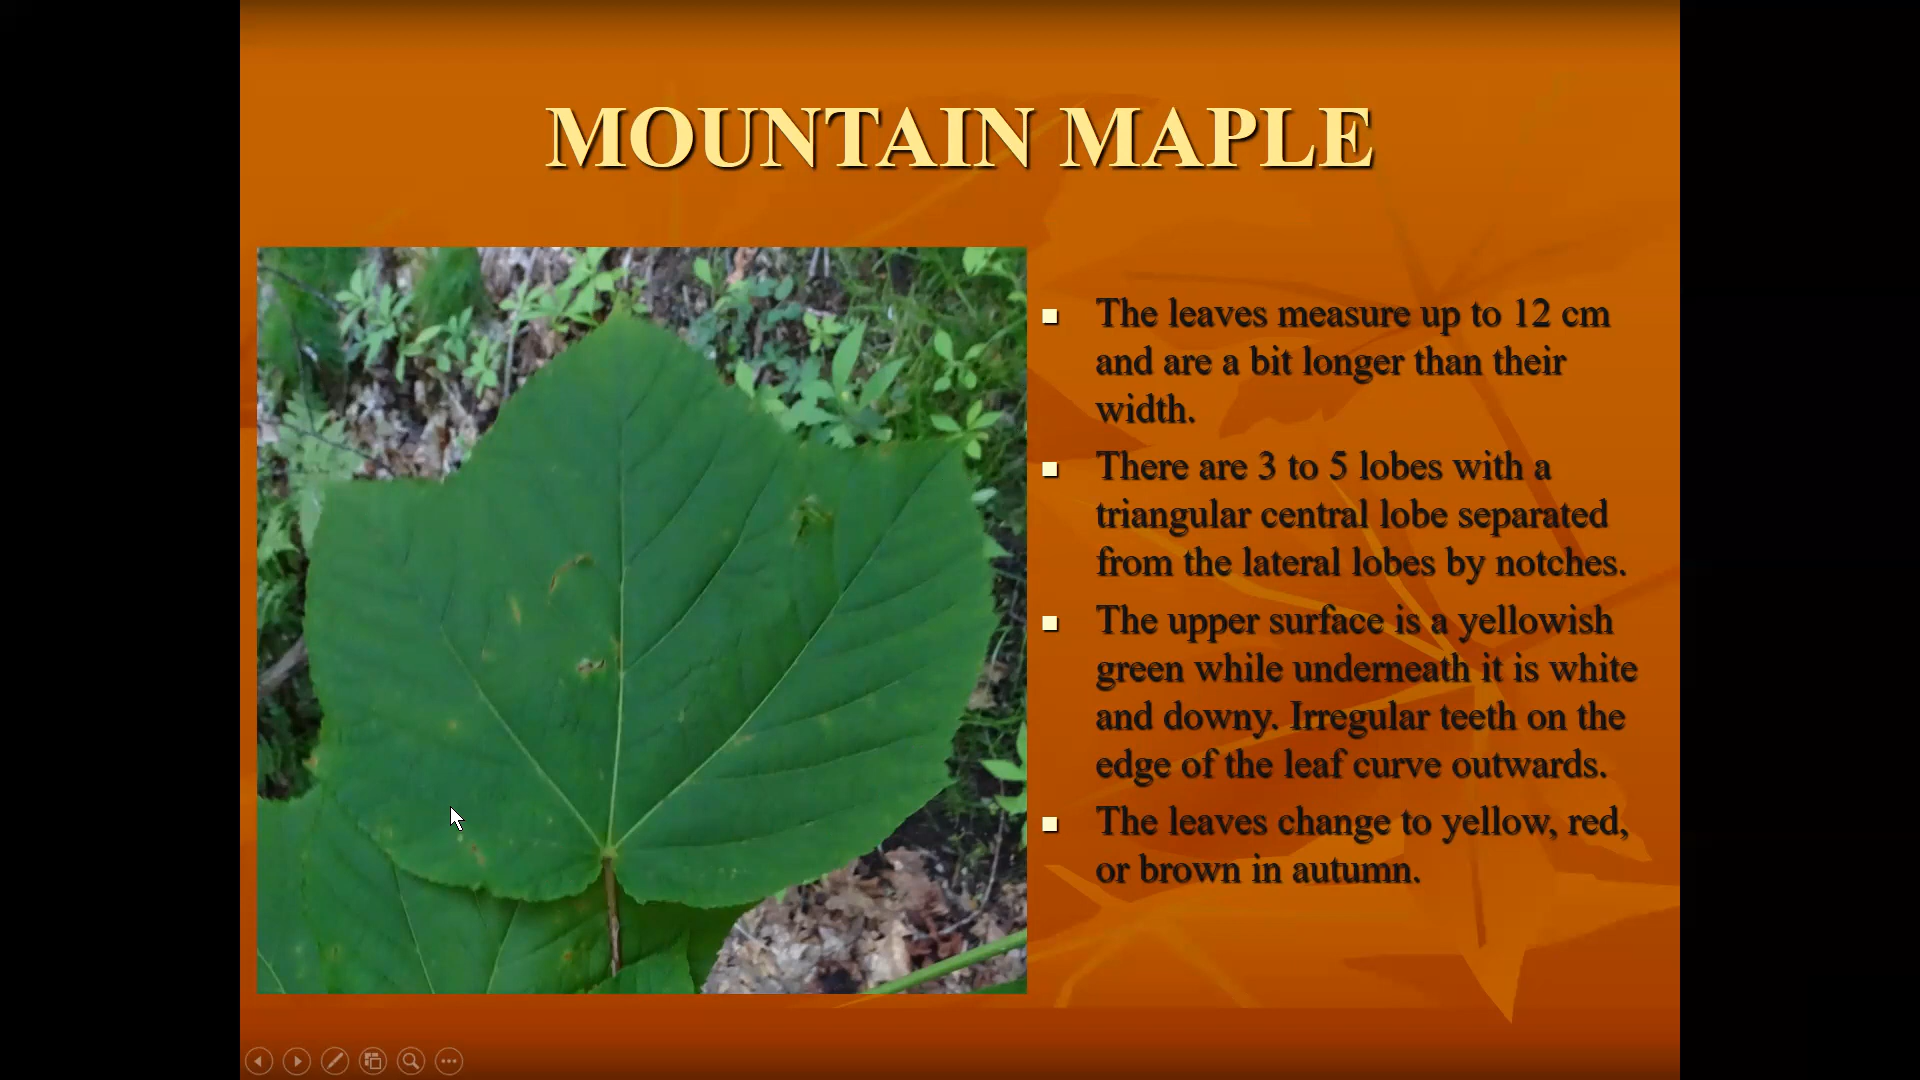 MOUNTAIN MAPLE
The leaves measure up to 12 cm
and are a bit longer than their
width.
There are 3 to 5 lobes with a
triangular central lobe separated
from the lateral lobes by notches.
The upper surface is a yellowish
green while underneath it is white
and downy. Irregular teeth on the
edge of the leaf curve outwards.
The leaves change to yellow, red,
or brown in autumn.